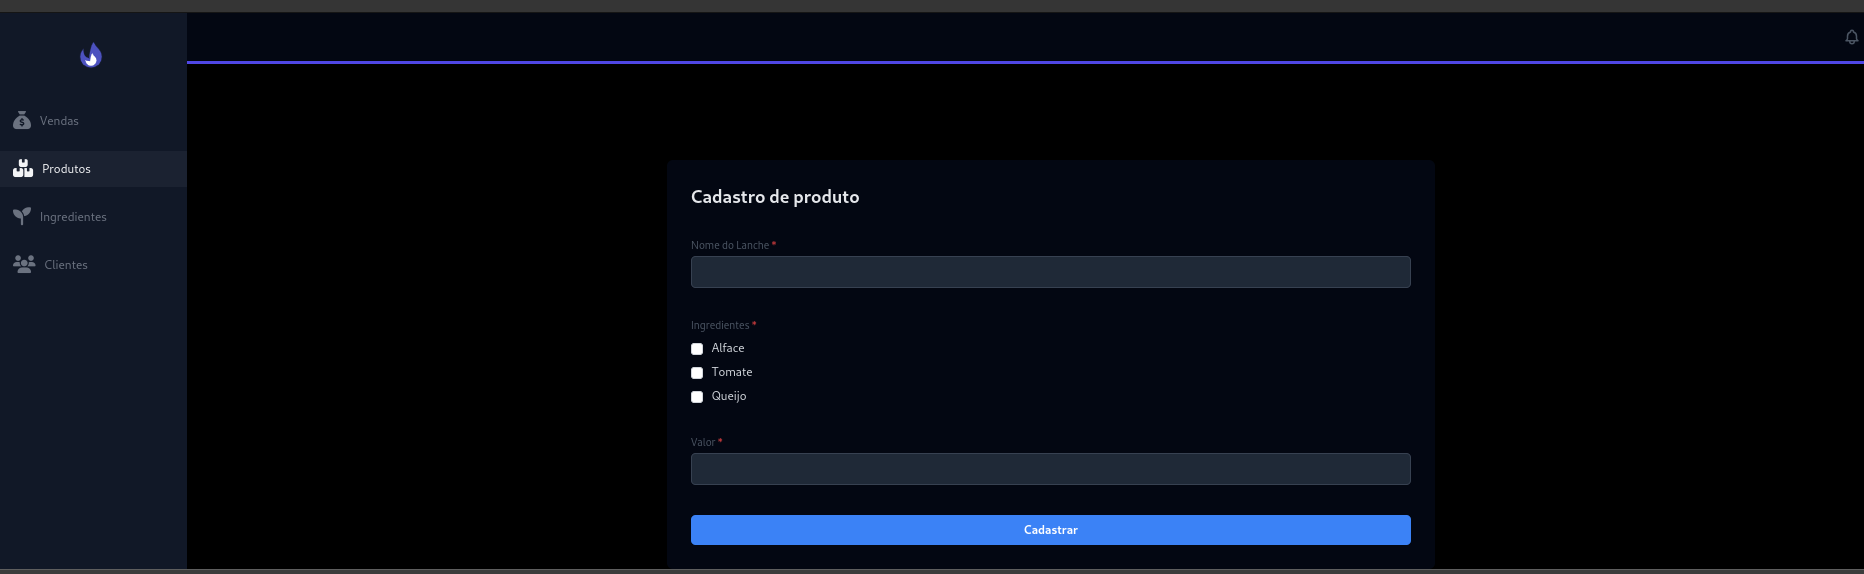 Vendas
Produtos
Ingredientes
Clientes
Cadastro de produto
Nome do Lanche *
Ingredientes *
Alface
Tomate
Queijo
Valor *
Cadastrar